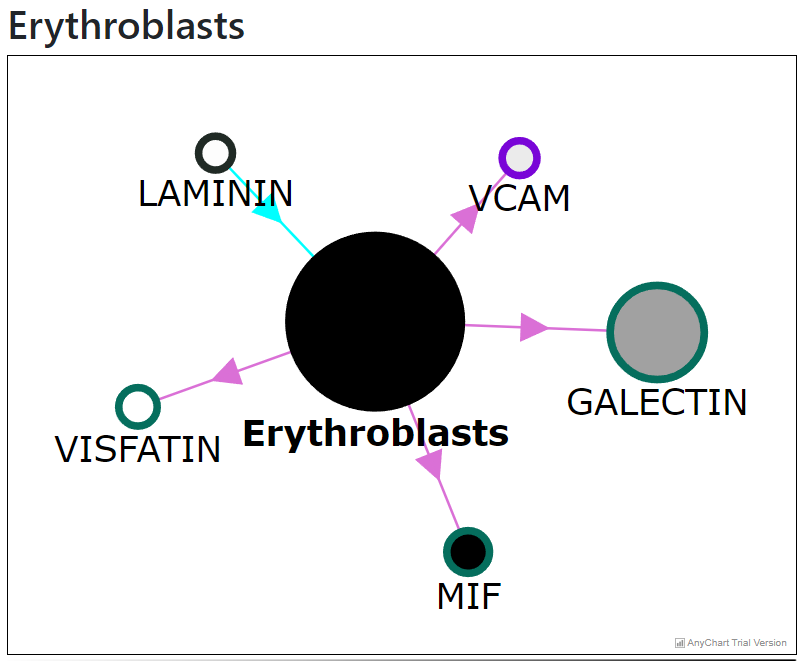 Erythroblasts
LAMININ
VCAM
GALECTIN
VISFATIN
Erythroblasts
MIF
AnyChart Trial Version